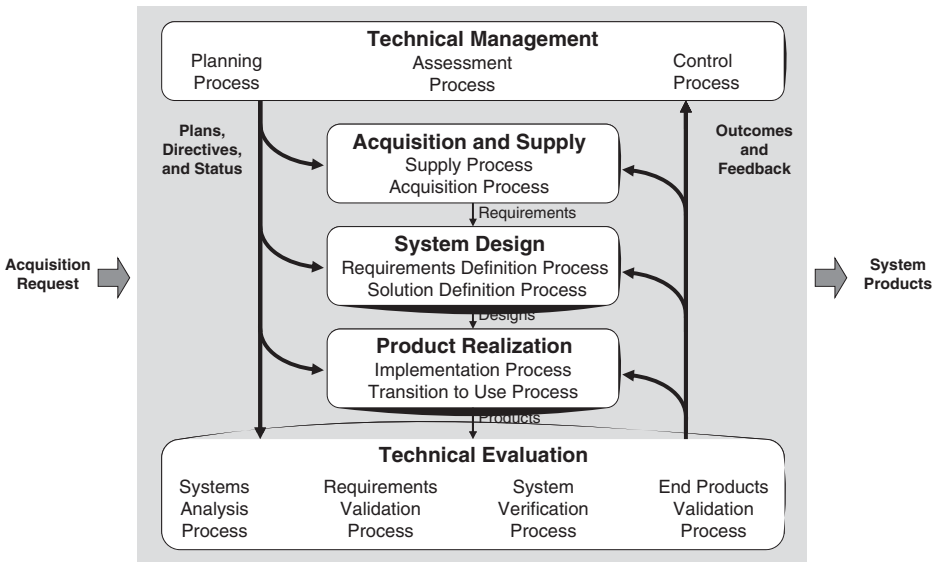 Technical Management
Planning
Process
Assessment
Process
Control
Process
Plans,
Directives,
and Status
Outcomes
and
Feedback
Acquisition and Supply
Supply Process
Acquisition Process
Requirements
System Design
Requirements Definition Process
Solution Definition Process
Acquisition
Request
System
Products
Designs
Product Realization
Implementation Process
Transition to Use Process
Products
Technical Evaluation
Systems
Analysis
Process
Requirements
Validation
Process
System
Verification
Process
End Products
Validation
Process